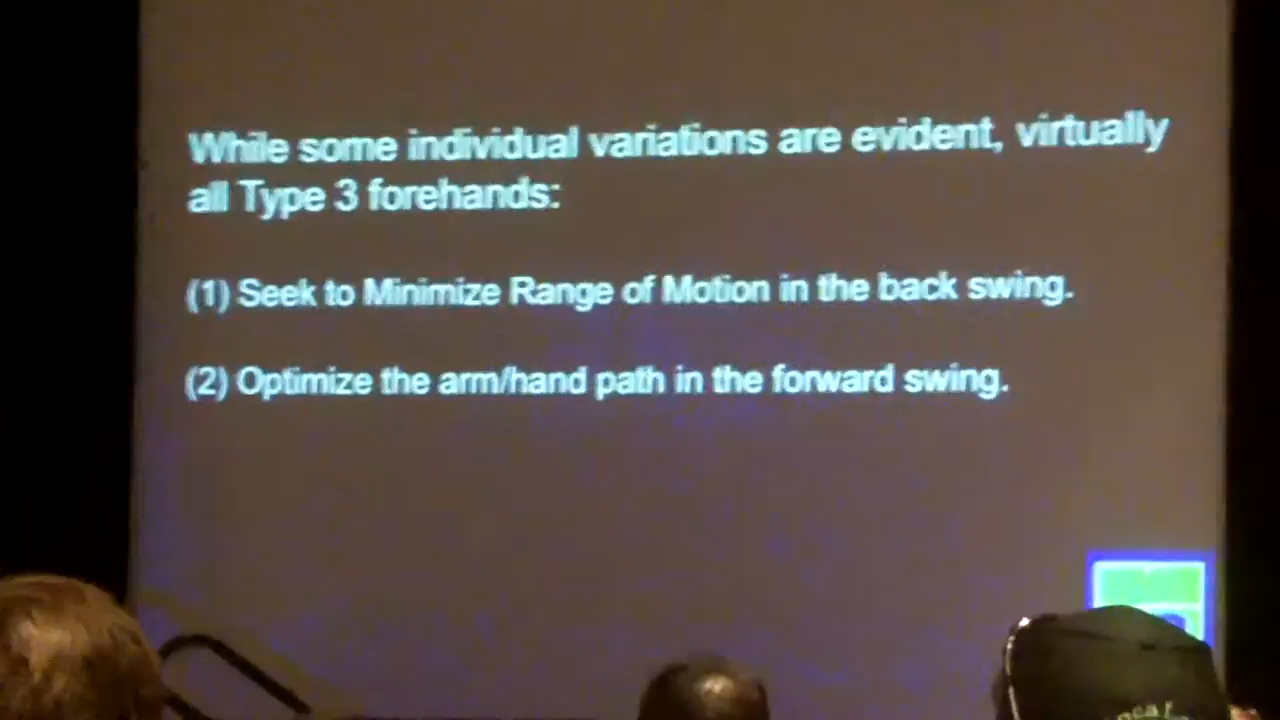 While some individual variations are evident, virtually
all Type 3 forehands:
(1) Seek to Minimize Range of Motion in the back swing.
(2) Optimize the arm/hand path in the forward swing.